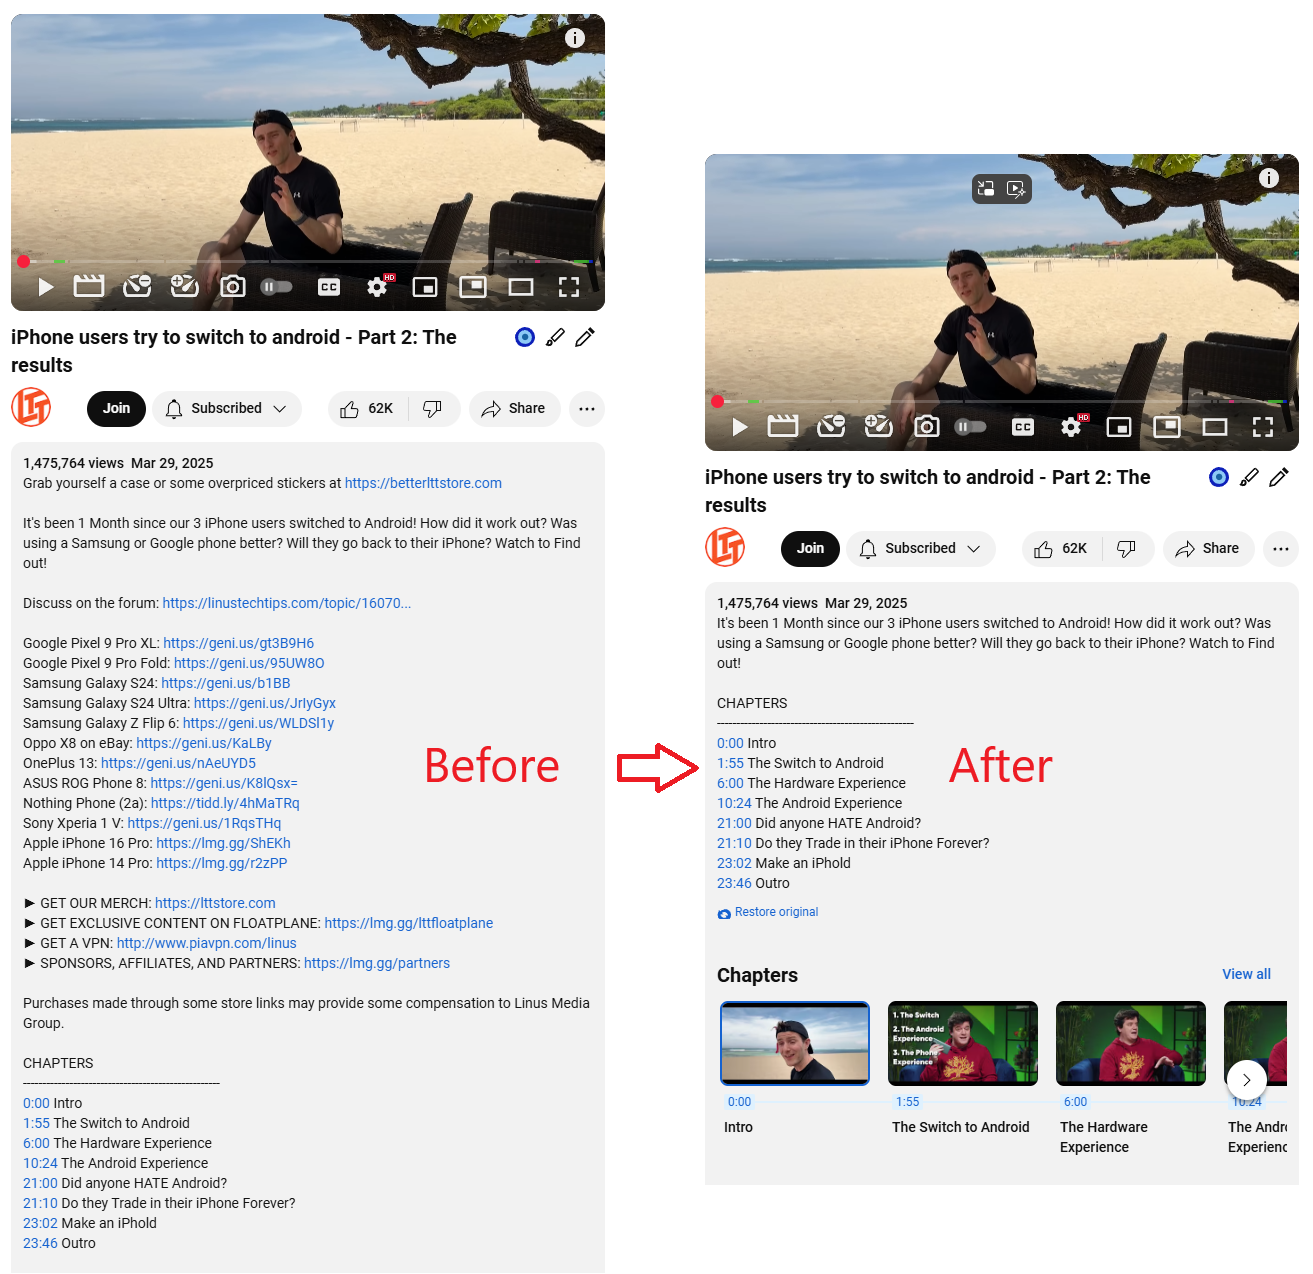 HD
CC
iPhone users try to switch to android - Part 2: The
results
LTT
Join
Subscribed
62K
Share
1,475,764 views Mar 29, 2025
Grab yourself a case or some overpriced stickers at https://betterlttstore.com
It's been 1 Month since our 3 iPhone users switched to Android! How did it work out? Was
using a Samsung or Google phone better? Will they go back to their iPhone? Watch to Find
out!
Discuss on the forum: https://linustechtips.com/topic/16070...
Google Pixel 9 Pro XL: https://geni.us/gt3B9H6
Google Pixel 9 Pro Fold: https://geni.us/95UW8O
Samsung Galaxy S24: https://geni.us/b1BB
Samsung Galaxy S24 Ultra: https://geni.us/JrIyGyx
Samsung Galaxy Z Flip 6: https://geni.us/WLDSl1y
Oppo X8 on eBay: https://geni.us/KaLBy
OnePlus 13: https://geni.us/nAeUYD5
ASUS ROG Phone 8: https://geni.us/K8lQsx=
Nothing Phone (2a): https://tidd.ly/4hMaTRq
Sony Xperia 1 V: https://geni.us/1RqsTHq
Apple iPhone 16 Pro: https://lmg.gg/ShEKh
Apple iPhone 14 Pro: https://lmg.gg/r2zPP
► GET OUR MERCH: https://lttstore.com
► GET EXCLUSIVE CONTENT ON FLOATPLANE: https://lmg.gg/lttfloatplane
► GET A VPN: http://www.piavpn.com/linus
► SPONSORS, AFFILIATES, AND PARTNERS: https://lmg.gg/partners
Purchases made through some store links may provide some compensation to Linus Media
Group.
CHAPTERS
---------------------------------------------------
0:00 Intro
1:55 The Switch to Android
6:00 The Hardware Experience
10:24 The Android Experience
21:00 Did anyone HATE Android?
21:10 Do they Trade in their iPhone Forever?
23:02 Make an iPhold
23:46 Outro
Before
HD
CC
iPhone users try to switch to android - Part 2: The
results
LTT
Join
Subscribed
62K
Share
1,475,764 views Mar 29, 2025
It's been 1 Month since our 3 iPhone users switched to Android! How did it work out? Was
using a Samsung or Google phone better? Will they go back to their iPhone? Watch to Find
out!
CHAPTERS
---------------------------------------------------
0:00 Intro
1:55 The Switch to Android
6:00 The Hardware Experience
10:24 The Android Experience
21:00 Did anyone HATE Android?
21:10 Do they Trade in their iPhone Forever?
23:02 Make an iPhold
23:46 Outro
After
Restore original
Chapters
View all
1. The Switch
2. The Android
Experience
3. The Phone
Experience
0:00
1:55
6:00
10:24
Intro
The Switch to Android
The Hardware
Experience
The Andro
Experienc